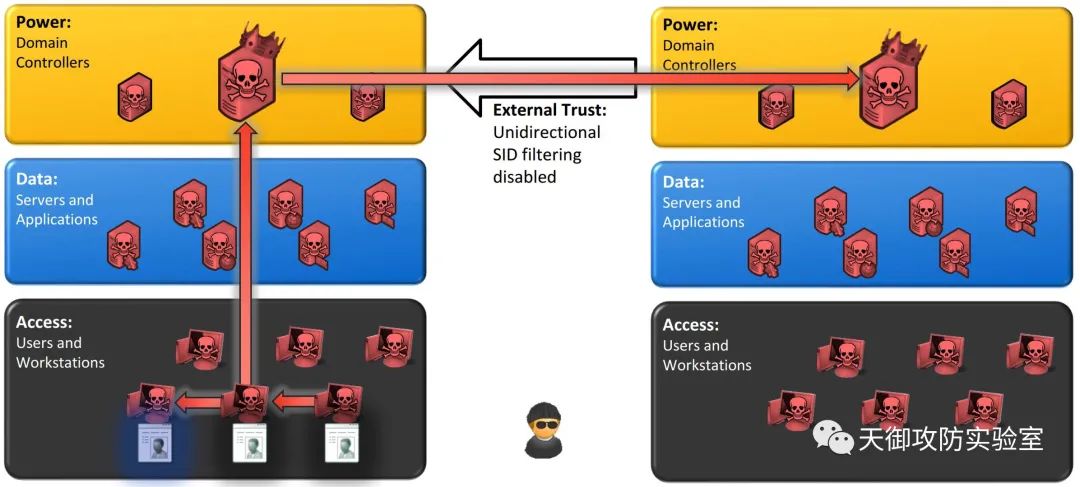 Power:
Domain
Controllers
External Trust:
Unidirectional
SID filtering
disabled
Power:
Domain
Controllers
Data:
Servers and
Applications
Data:
Servers and
Applications
Access:
Users and
Workstations
Access:
Users and
Workstations
天御攻防实验室